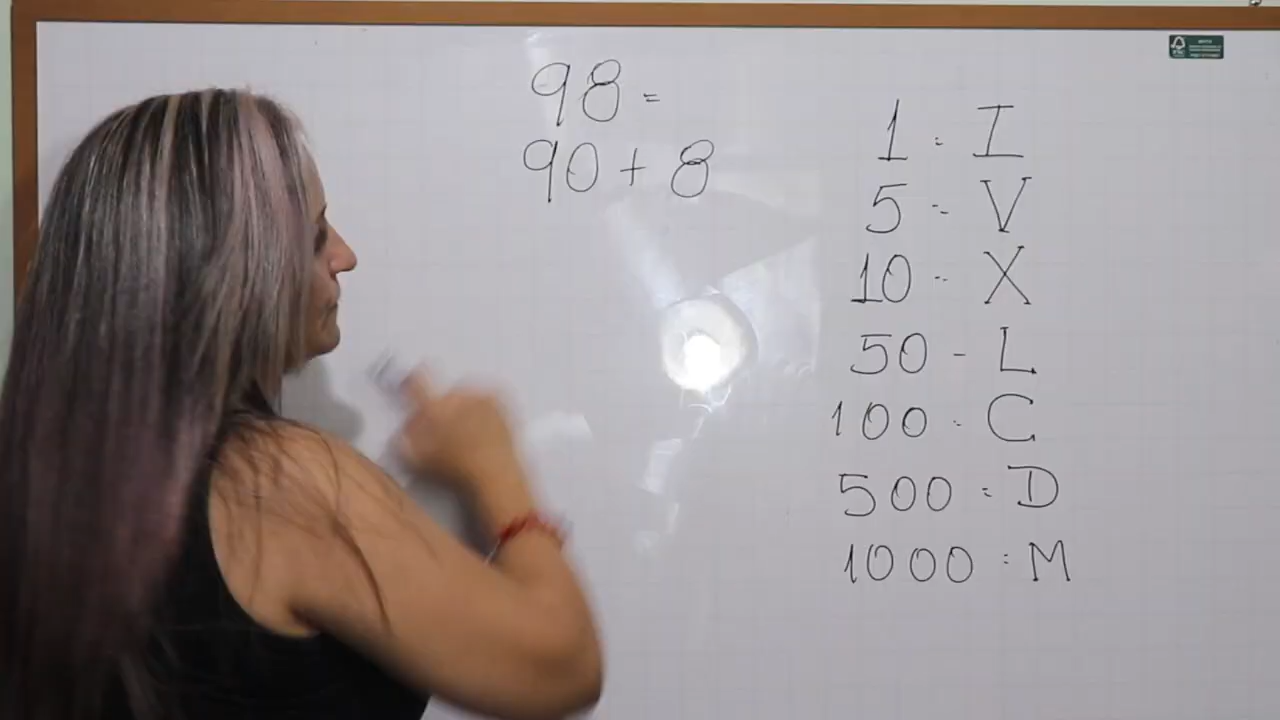 98 =
90 + 8
1 = I
5 = V
10 = X
50 - L
100 = C
500 = D
1000 = M